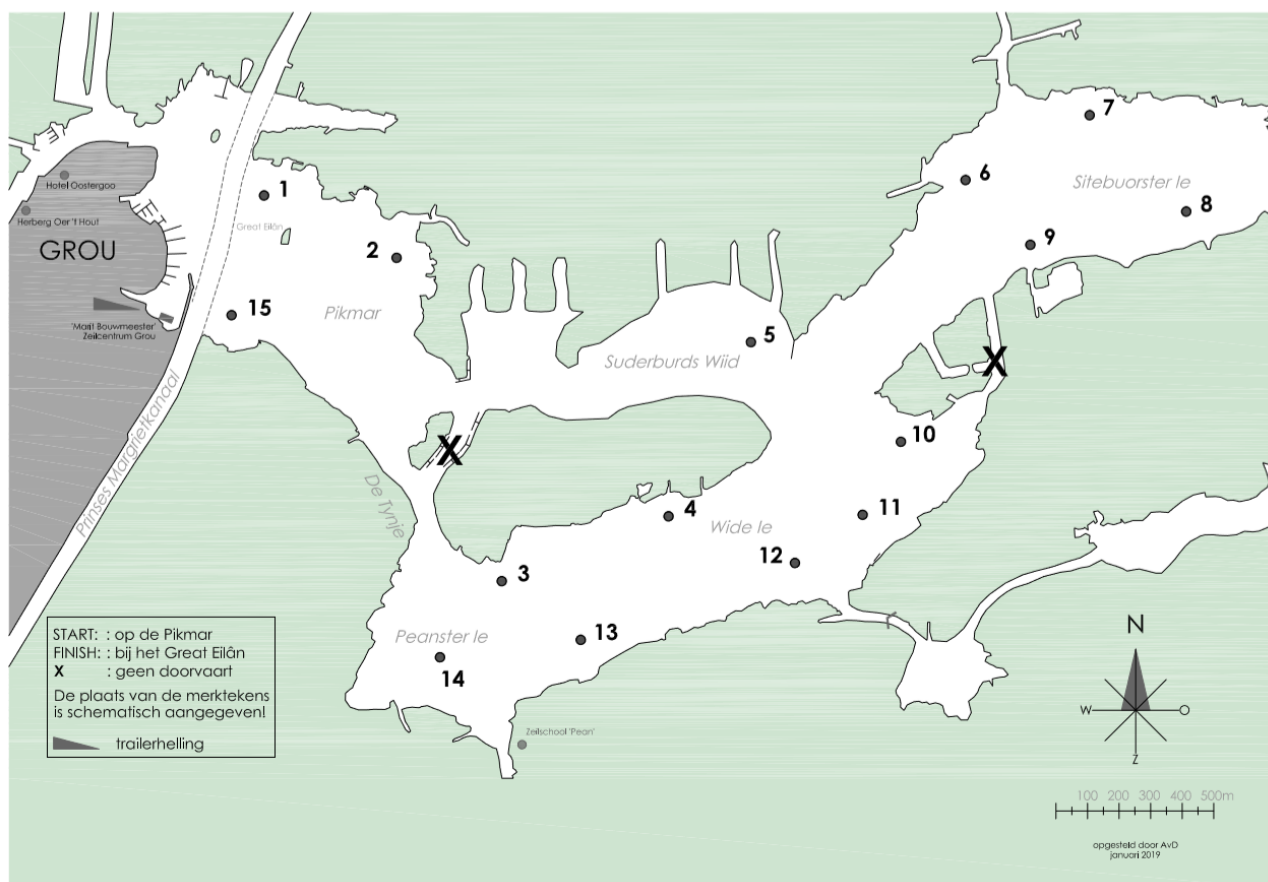 7
Hotel Oostergoo
6
Sitebuorster Ie
1
8
Herberg Oer 't Hout
Great Eilân
9
GROU
2
15
Pikmar
'Marit Bouwmeester'
Zeilcentrum Grou
5
Suderburds Wiid
X
Prinses Margrietkanaal
10
X
De Tynje
4
Wide Ie
11
12
3
Peanster Ie
13
14
START: : op de Pikmar
FINISH: : bij het Great Eilân
X : geen doorvaart
De plaats van de merktekens
is schematisch aangegeven!
trailerhelling
Zeilschool 'Pean'
N
W
O
Z
100 200 300 400 500m
opgesteld door AvD
januari 2019